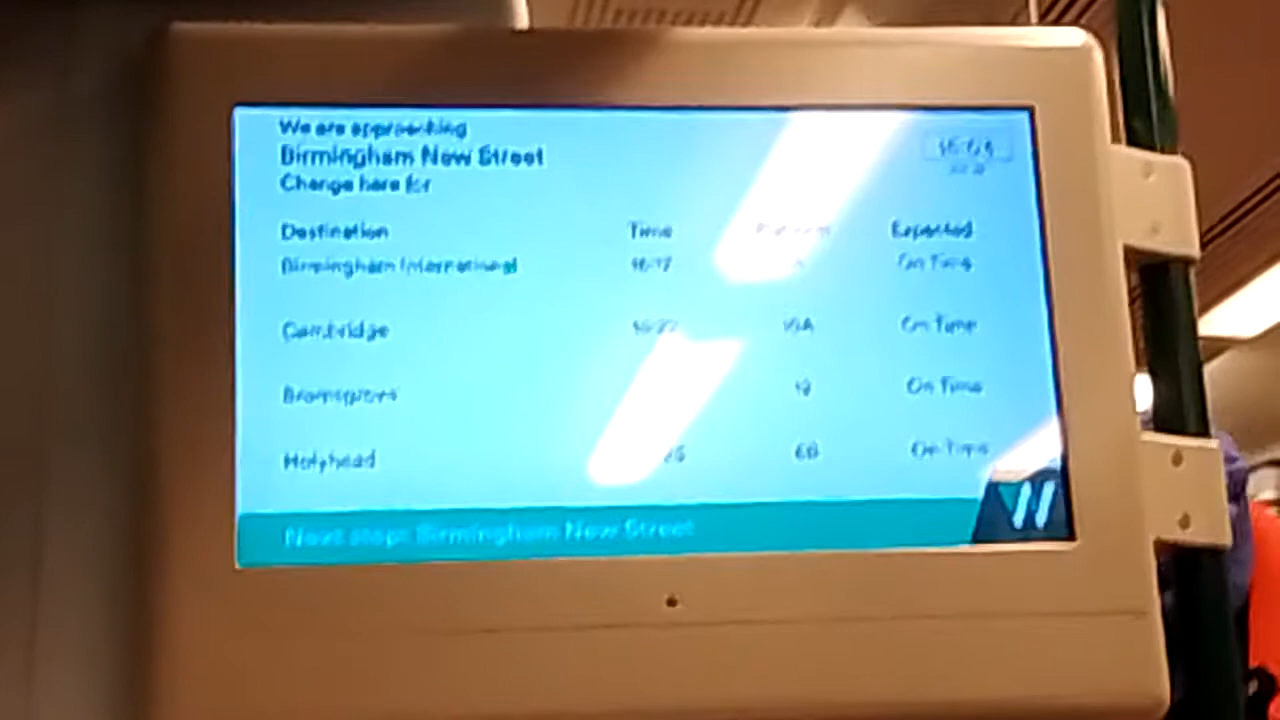 We are approaching
Birmingham New Street
Change here for
Destination Time Platform Expected
Birmingham International 16:17 On Time
Cambridge 16:22 10A On Time
Bromsgrove 12 On Time
Holyhead 6B On Time
Next stop: Birmingham New Street